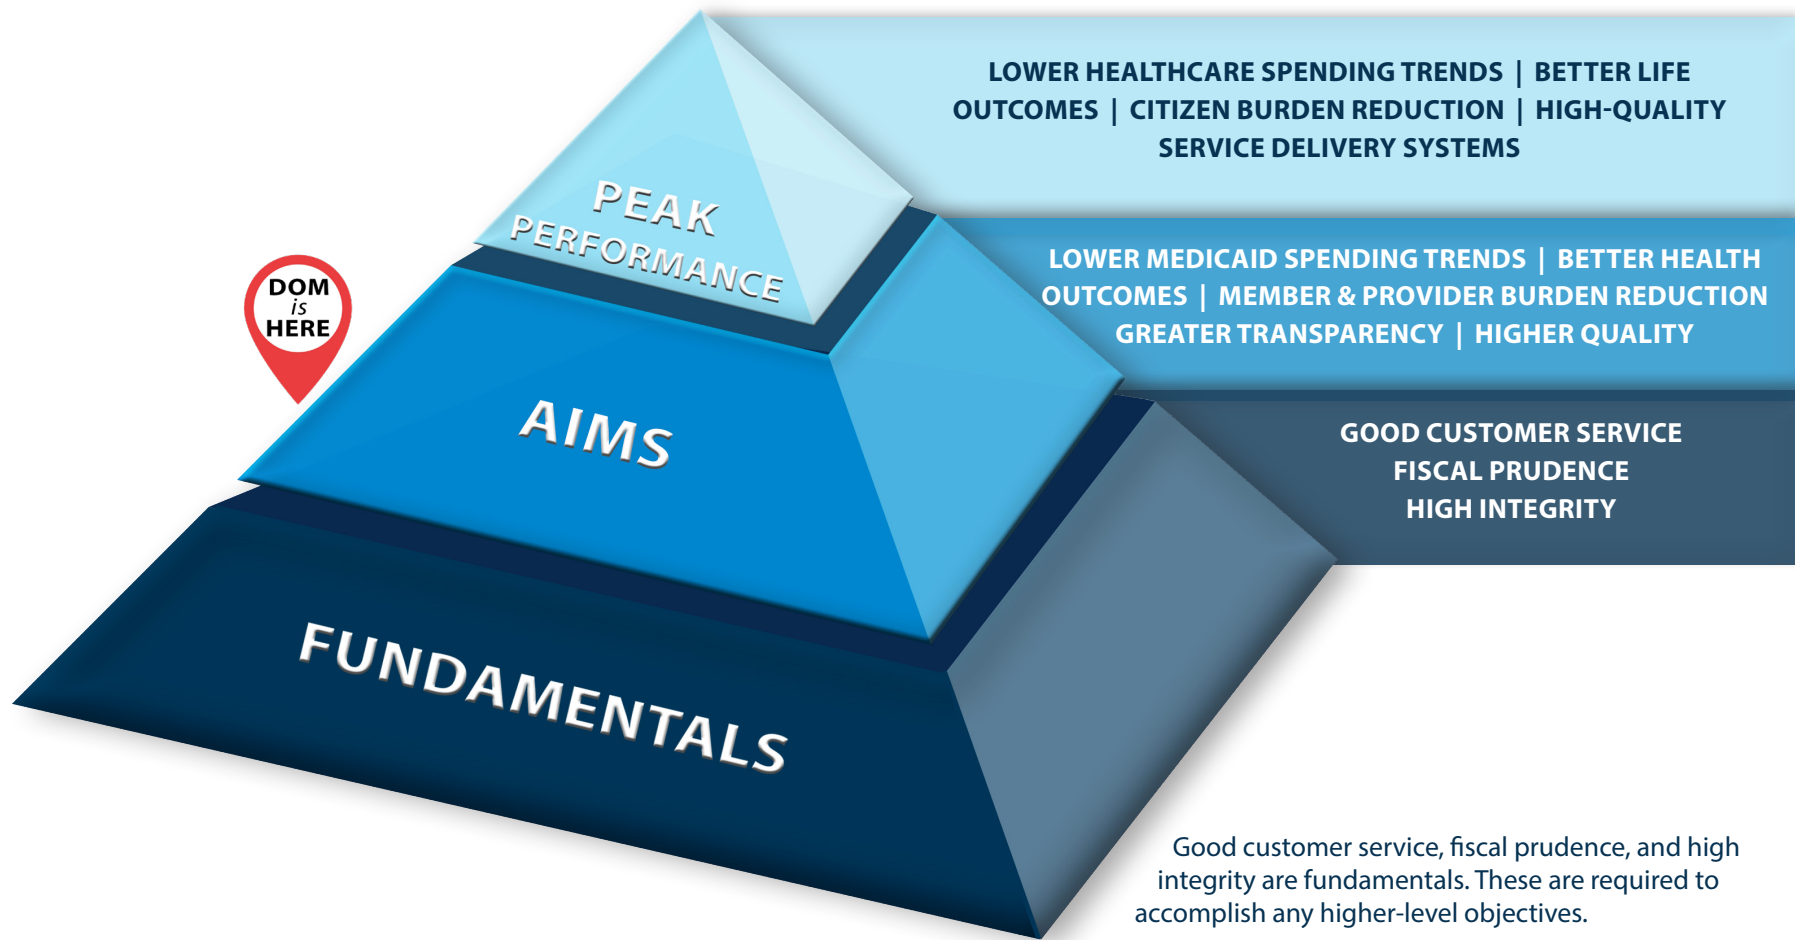 LOWER HEALTHCARE SPENDING TRENDS | BETTER LIFE
OUTCOMES | CITIZEN BURDEN REDUCTION | HIGH-QUALITY
SERVICE DELIVERY SYSTEMS
PEAK
PERFORMANCE
LOWER MEDICAID SPENDING TRENDS | BETTER HEALTH
OUTCOMES | MEMBER & PROVIDER BURDEN REDUCTION
GREATER TRANSPARENCY | HIGHER QUALITY
DOM
is
HERE
AIMS
GOOD CUSTOMER SERVICE
FISCAL PRUDENCE
HIGH INTEGRITY
FUNDAMENTALS
Good customer service, fiscal prudence, and high
integrity are fundamentals. These are required to
accomplish any higher-level objectives.